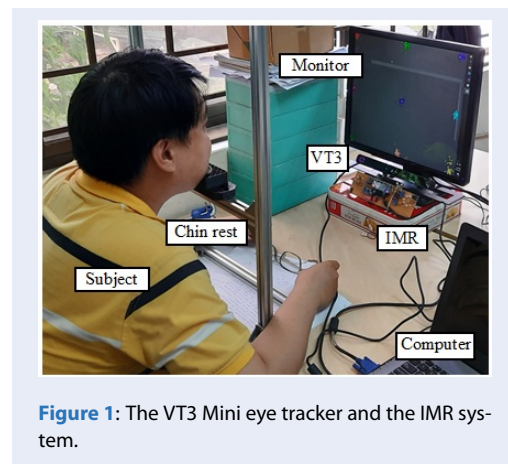 Monitor
VT3
Chin rest
IMR
Subject
Computer
Figure 1: The VT3 Mini eye tracker and the IMR sys-
tem.